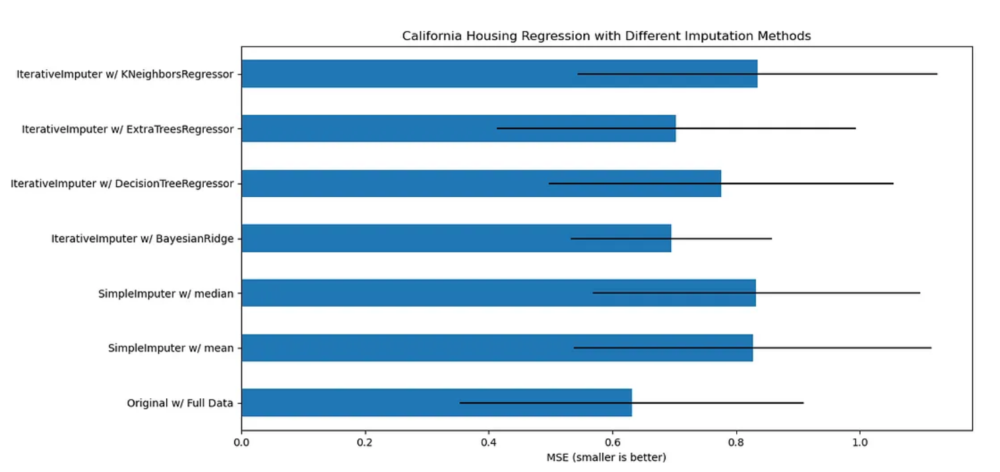 California Housing Regression with Different Imputation Methods
IterativeImputer w/ KNeighborsRegressor
IterativeImputer w/ ExtraTreesRegressor
IterativeImputer w/ DecisionTreeRegressor
IterativeImputer w/ BayesianRidge
SimpleImputer w/ median
SimpleImputer w/ mean
Original w/ Full Data
0.0 0.2 0.4 0.6 0.8 1.0
MSE (smaller is better)